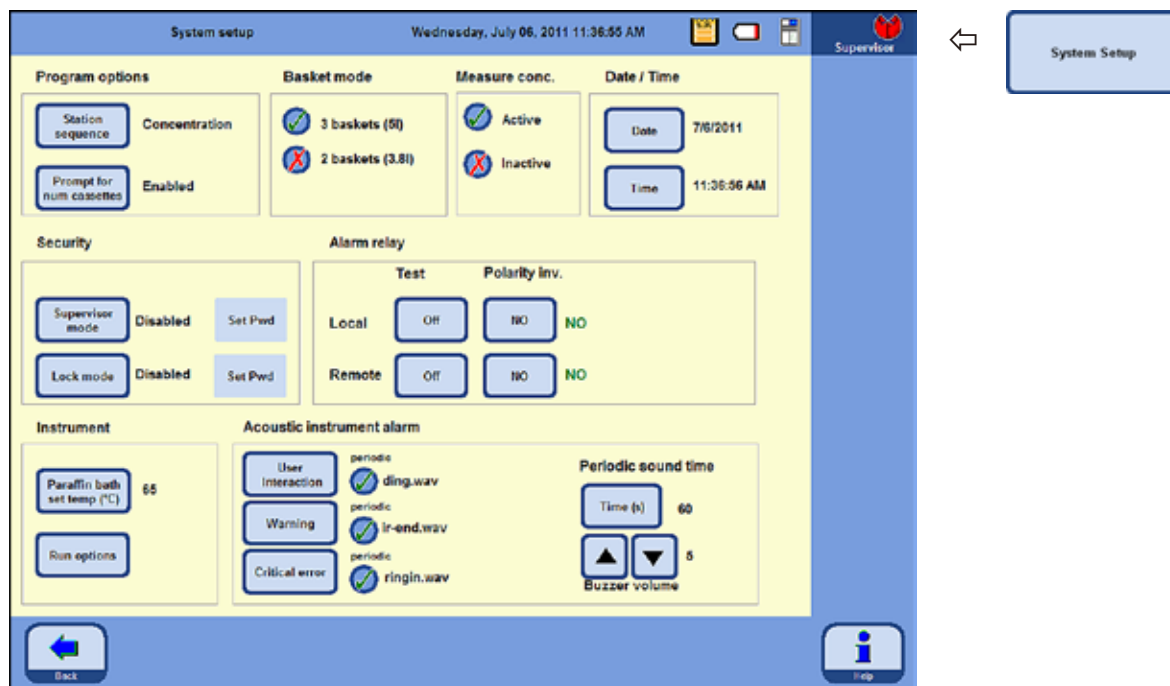 System setup
Wednesday, July 06, 2011 11:36:55 AM
Supervisor
System Setup
Program options
Basket mode
Measure conc.
Date / Time
Station sequence
Concentration
3 baskets (5l)
Active
Date
7/6/2011
Prompt for num cassettes
Enabled
2 baskets (3.8l)
Inactive
Time
11:36:56 AM
Security
Alarm relay
Test
Polarity inv.
Supervisor mode
Disabled
Set Pwd
Local
Off
NO
NO
Lock mode
Disabled
Set Pwd
Remote
Off
NO
NO
Instrument
Acoustic instrument alarm
Paraffin bath set temp (°C)
65
User Interaction
periodic
ding.wav
Periodic sound time
Time (s)
60
Warning
periodic
ir-end.wav
Run options
Critical error
periodic
ringin.wav
5
Buzzer volume
Back
Help